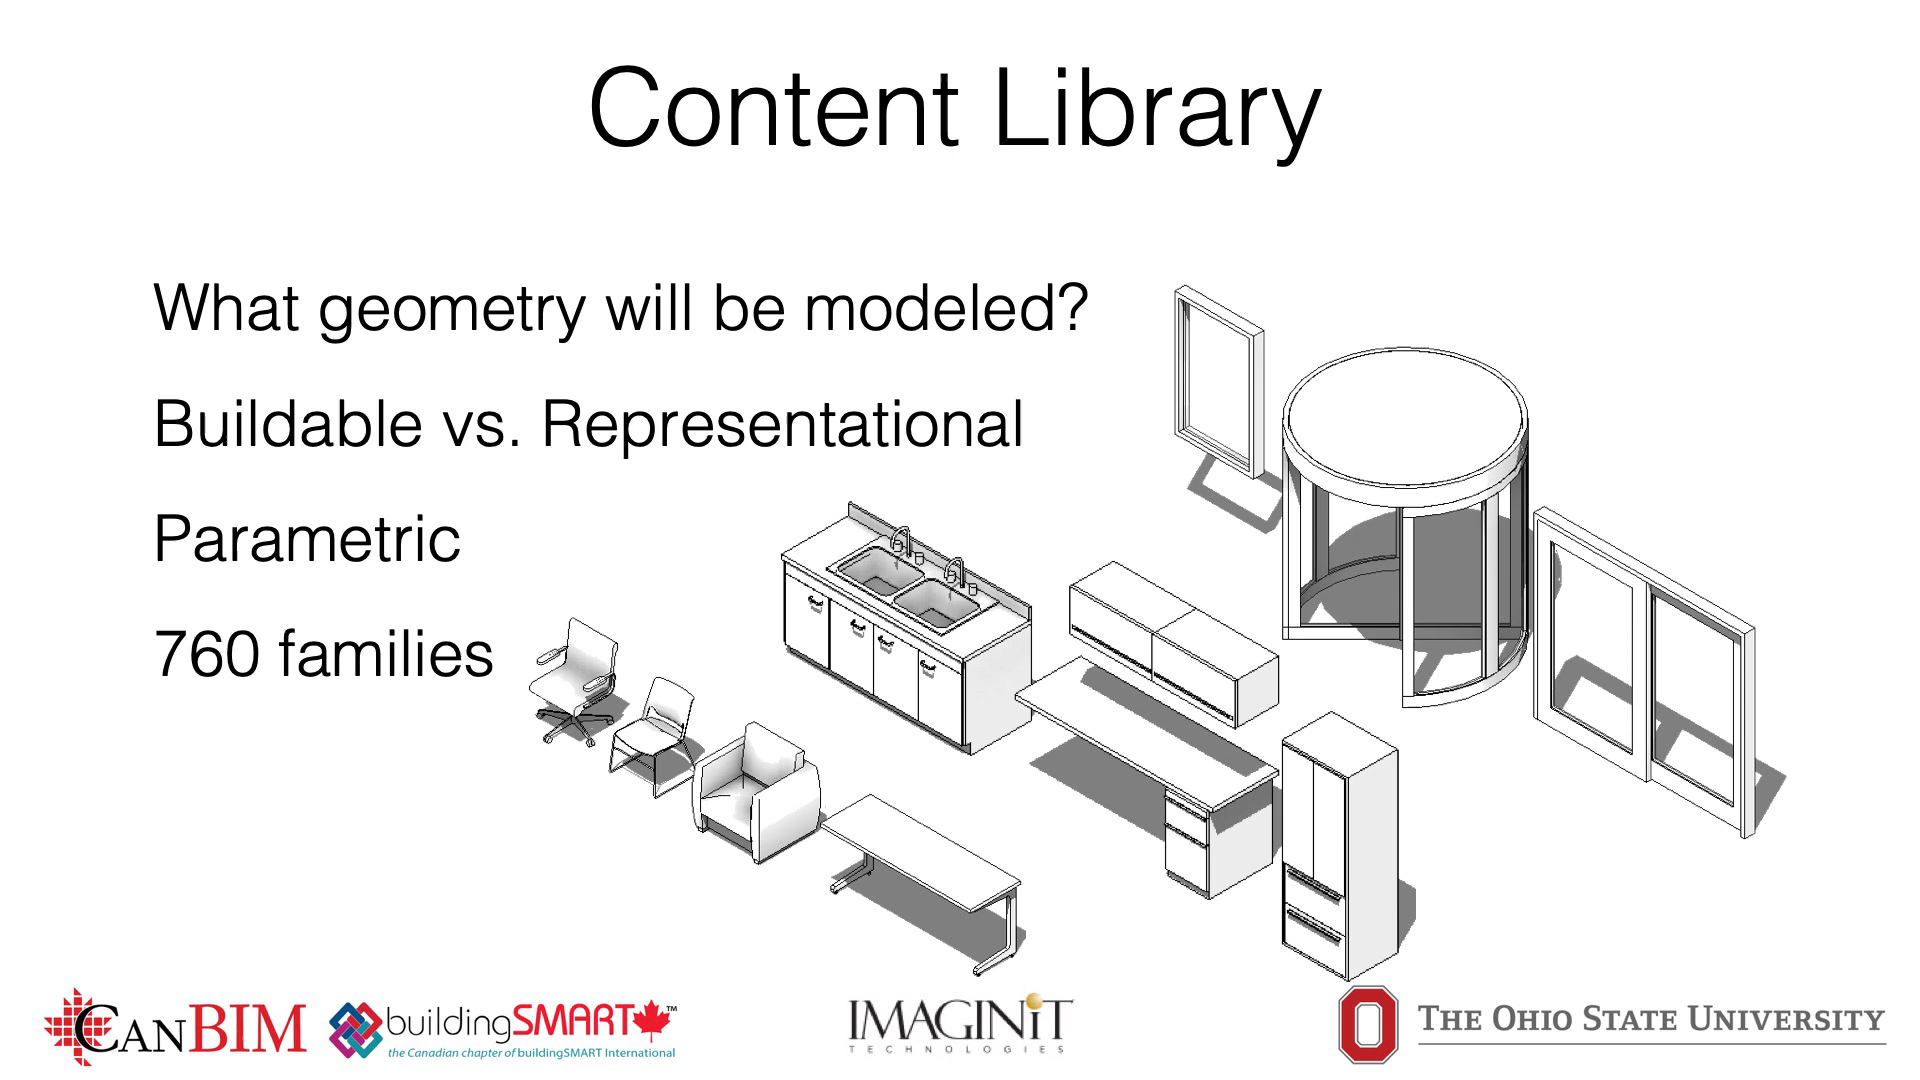 Content Library
What geometry will be modeled?
Buildable vs. Representational
Parametric
760 families
CANBIM
buildingSMART™
the Canadian chapter of buildingSMART International
IMAGINiT
TECHNOLOGIES
THE OHIO STATE UNIVERSITY